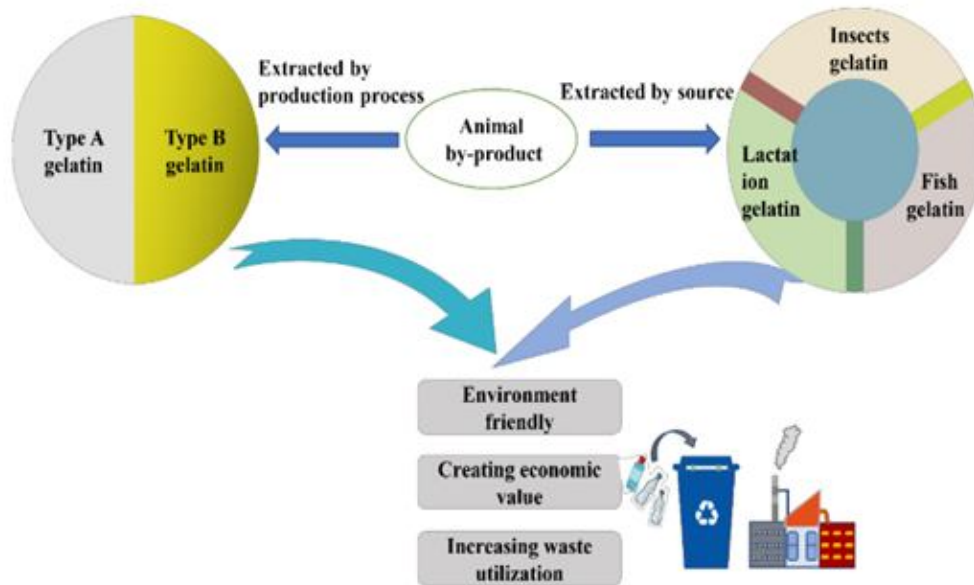 Extracted by
production process
Type A
gelatin
Type B
gelatin
Animal
by-product
Extracted by source
Insects
gelatin
Lactat
ion
gelatin
Fish
gelatin
Environment
friendly
Creating economic
value
Increasing waste
utilization